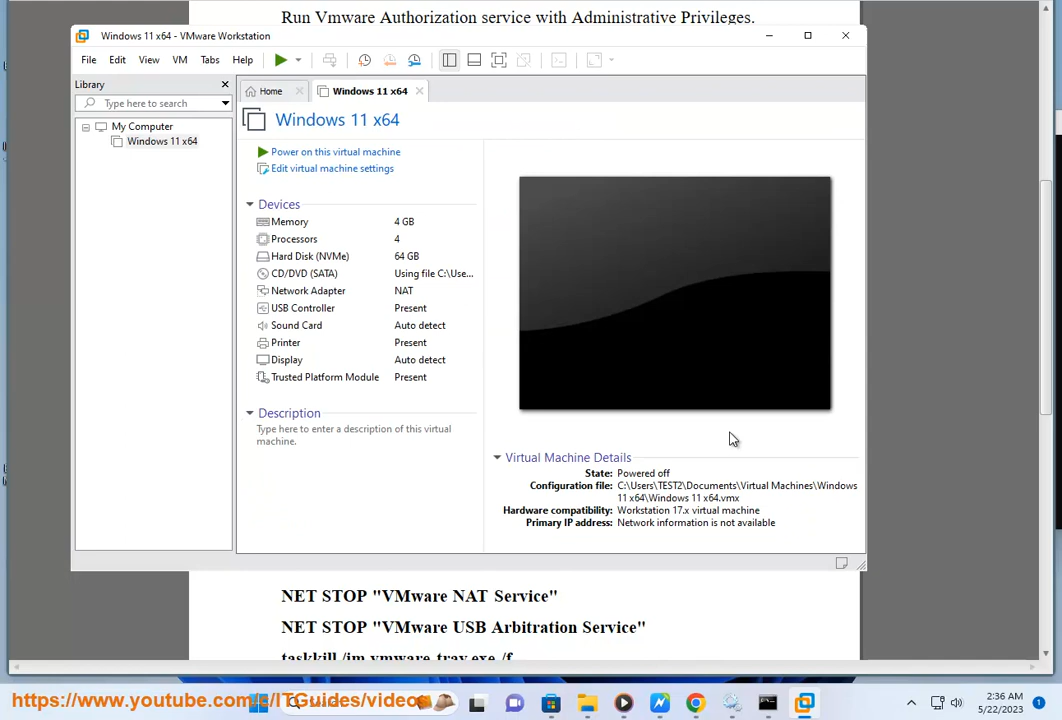 Run Vmware Authorization service with Administrative Privileges.
Windows 11 x64 - VMware Workstation
File Edit View VM Tabs Help
Library
Type here to search
My Computer
Windows 11 x64
Home
Windows 11 x64
Windows 11 x64
Power on this virtual machine
Edit virtual machine settings
Devices
Memory 4 GB
Processors 4
Hard Disk (NVMe) 64 GB
CD/DVD (SATA) Using file C:\Use...
Network Adapter NAT
USB Controller Present
Sound Card Auto detect
Printer Present
Display Auto detect
Trusted Platform Module Present
Description
Type here to enter a description of this virtual
machine.
Virtual Machine Details
State: Powered off
Configuration file: C:\Users\TEST2\Documents\Virtual Machines\Windows
11 x64\Windows 11 x64.vmx
Hardware compatibility: Workstation 17.x virtual machine
Primary IP address: Network information is not available
NET STOP "VMware NAT Service"
NET STOP "VMware USB Arbitration Service"
taskkill /im vmware-tray.exe /f
https://www.youtube.com/c/ITGuides/videos
2:36 AM
5/22/2023
1